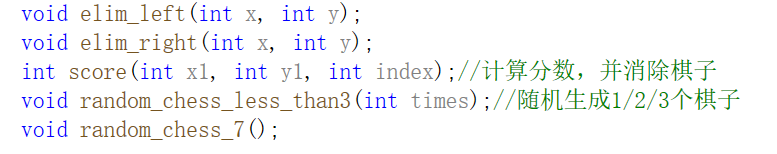 void elim_left(int x, int y);
void elim_right(int x, int y);
int score(int x1, int y1, int index);//计算分数，并消除棋子
void random_chess_less_than3(int times);//随机生成1/2/3个棋子
void random_chess_7();